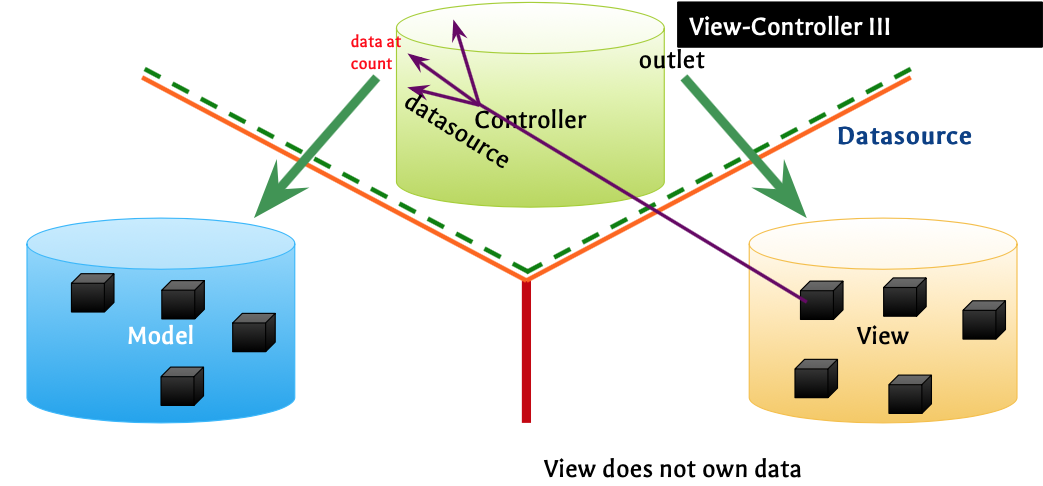 View-Controller III
data at
count
outlet
datasource
Controller
Datasource
Model
View
View does not own data